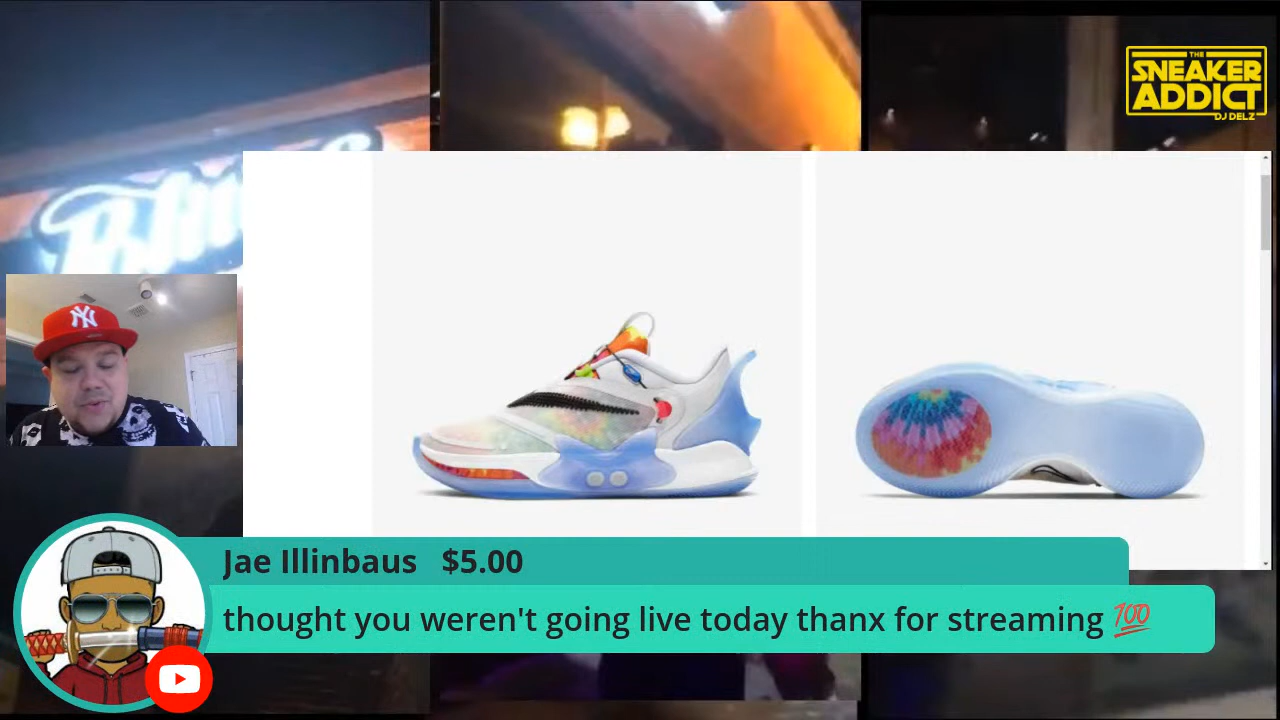 THE
SNEAKER
ADDICT
DJ DELZ
NY
Jae Illinbaus $5.00
thought you weren't going live today thanx for streaming 💯